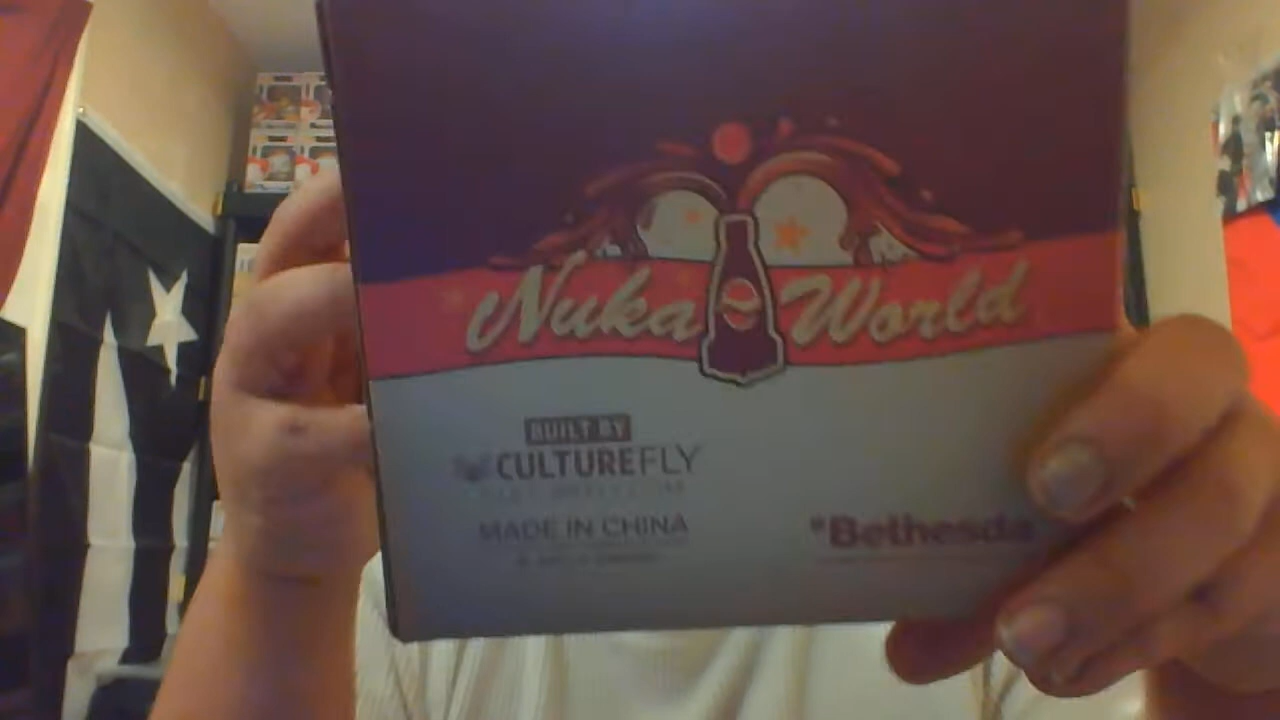 Nuka World
BUILT BY
CULTUREFLY
MADE IN CHINA
Bethesda